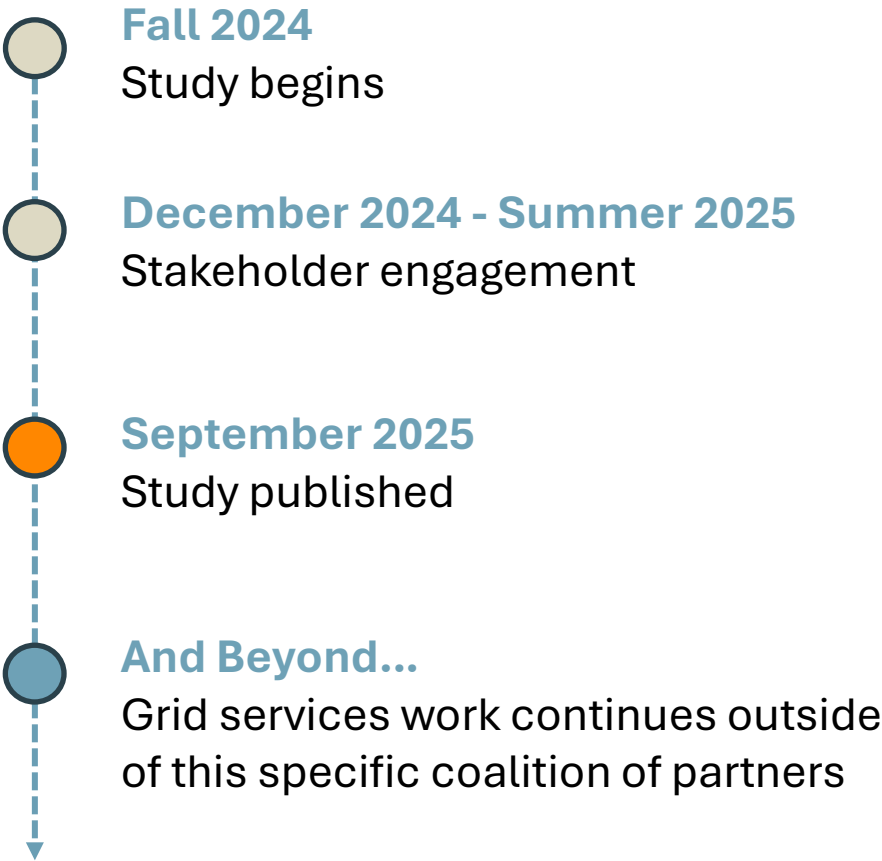 Fall 2024
Study begins
December 2024 - Summer 2025
Stakeholder engagement
September 2025
Study published
And Beyond...
Grid services work continues outside
of this specific coalition of partners